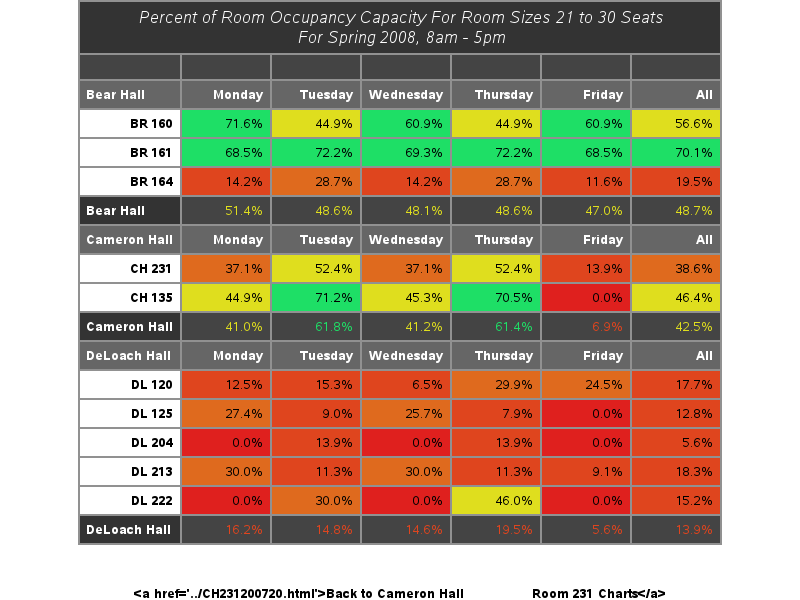 Percent of Room Occupancy Capacity For Room Sizes 21 to 30 Seats
For Spring 2008, 8am - 5pm
Bear Hall Monday Tuesday Wednesday Thursday Friday All
BR 160 71.6% 44.9% 60.9% 44.9% 60.9% 56.6%
BR 161 68.5% 72.2% 69.3% 72.2% 68.5% 70.1%
BR 164 14.2% 28.7% 14.2% 28.7% 11.6% 19.5%
Bear Hall 51.4% 48.6% 48.1% 48.6% 47.0% 48.7%
Cameron Hall Monday Tuesday Wednesday Thursday Friday All
CH 231 37.1% 52.4% 37.1% 52.4% 13.9% 38.6%
CH 135 44.9% 71.2% 45.3% 70.5% 0.0% 46.4%
Cameron Hall 41.0% 61.8% 41.2% 61.4% 6.9% 42.5%
DeLoach Hall Monday Tuesday Wednesday Thursday Friday All
DL 120 12.5% 15.3% 6.5% 29.9% 24.5% 17.7%
DL 125 27.4% 9.0% 25.7% 7.9% 0.0% 12.8%
DL 204 0.0% 13.9% 0.0% 13.9% 0.0% 5.6%
DL 213 30.0% 11.3% 30.0% 11.3% 9.1% 18.3%
DL 222 0.0% 30.0% 0.0% 46.0% 0.0% 15.2%
DeLoach Hall 16.2% 14.8% 14.6% 19.5% 5.6% 13.9%
<a href='../CH231200720.html'>Back to Cameron Hall Room 231 Charts</a>